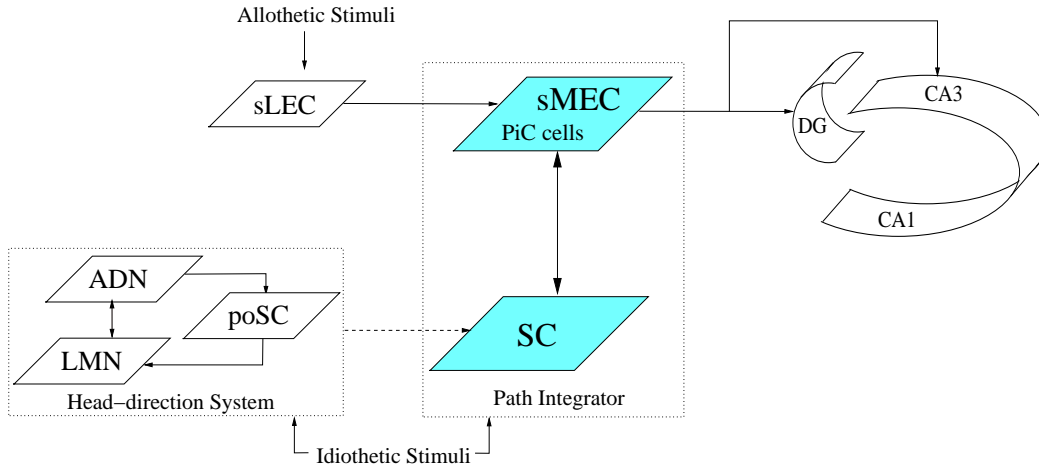 Allothetic Stimuli
sLEC
sMEC
PiC cells
DG
CA3
CA1
ADN
poSC
LMN
Head−direction System
SC
Path Integrator
Idiothetic Stimuli